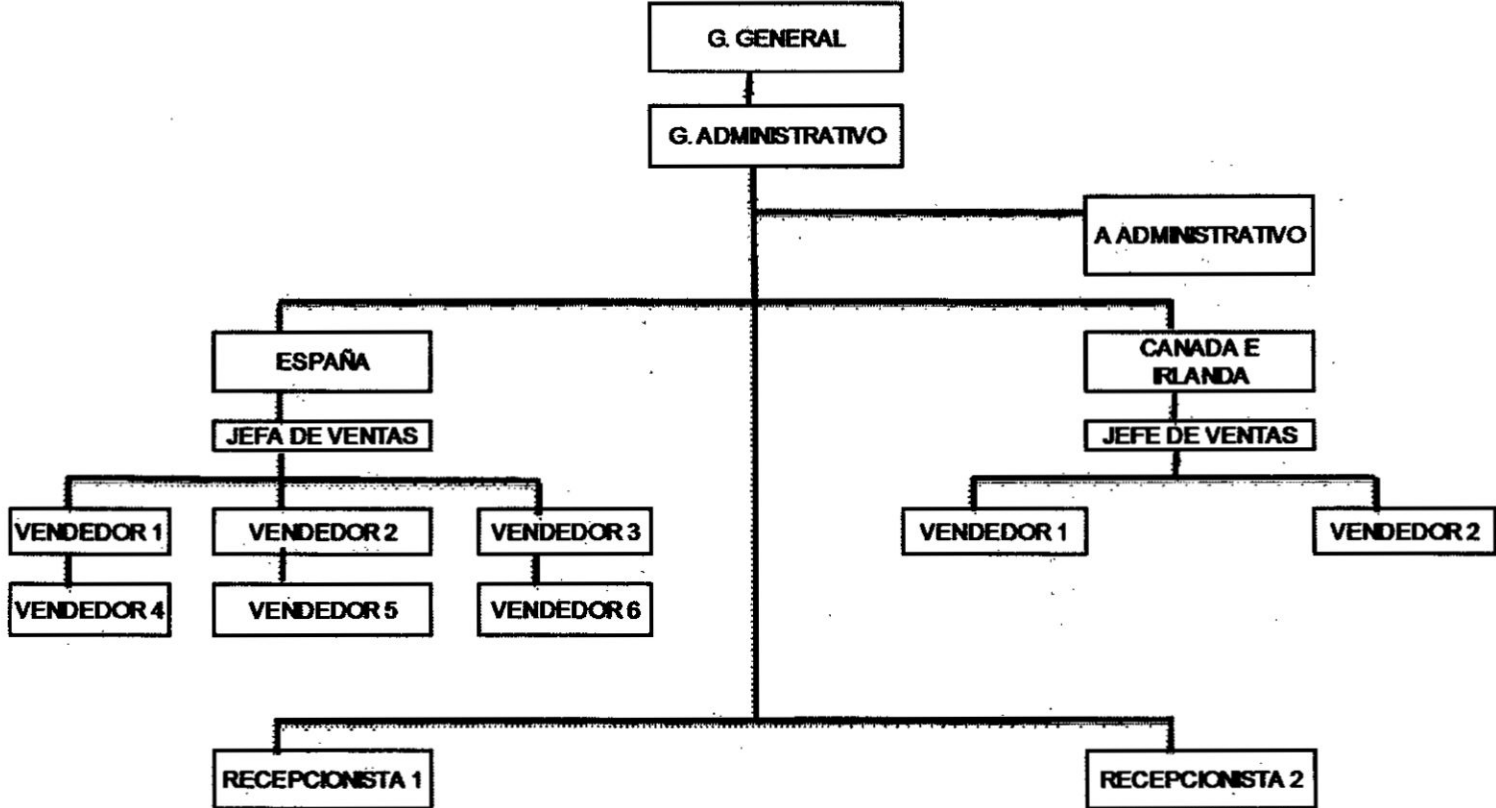 G. GENERAL
G. ADMINISTRATIVO
A ADMINISTRATIVO
ESPAÑA
CANADA E
IRLANDA
JEFA DE VENTAS
JEFE DE VENTAS
VENDEDOR 1
VENDEDOR 2
VENDEDOR 3
VENDEDOR 1
VENDEDOR 2
VENDEDOR 4
VENDEDOR 5
VENDEDOR 6
RECEPCIONISTA 1
RECEPCIONISTA 2